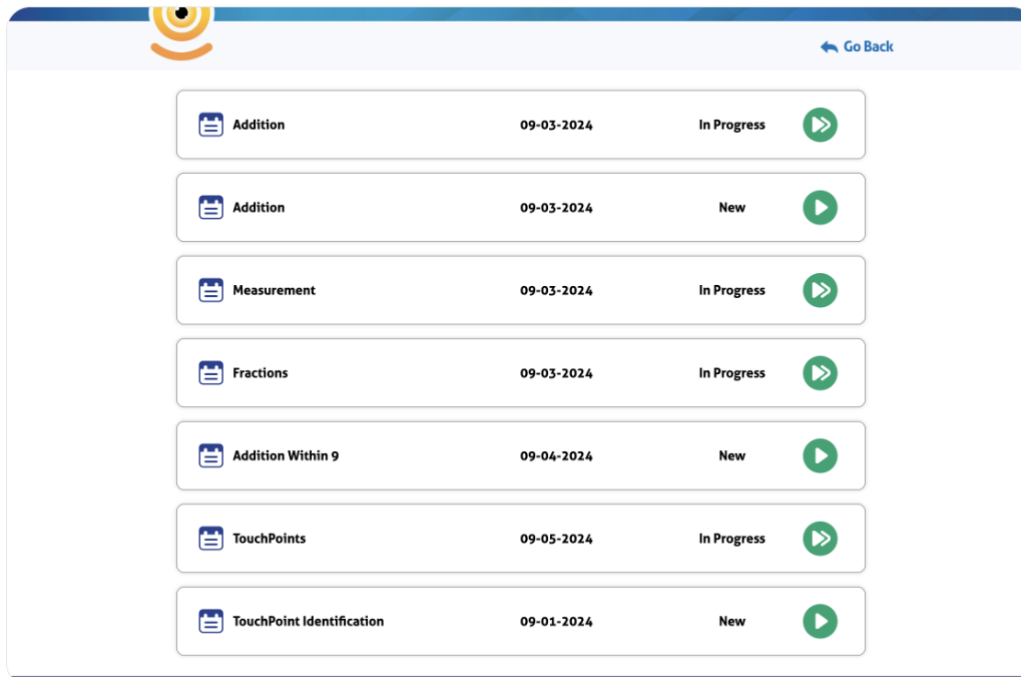 Go Back
Addition 09-03-2024 In Progress
Addition 09-03-2024 New
Measurement 09-03-2024 In Progress
Fractions 09-03-2024 In Progress
Addition Within 9 09-04-2024 New
TouchPoints 09-05-2024 In Progress
TouchPoint Identification 09-01-2024 New